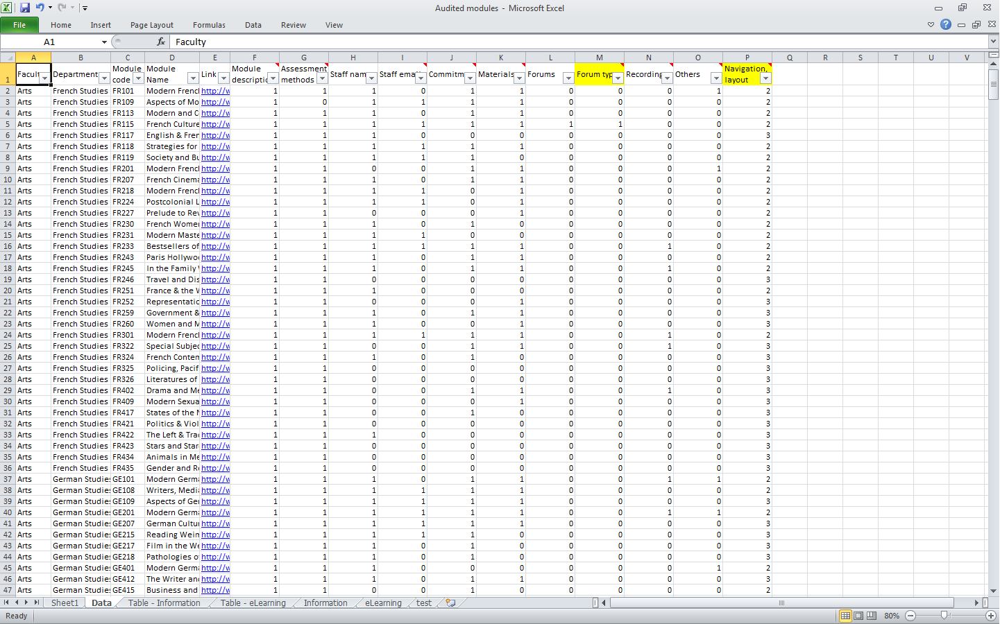 Audited modules - Microsoft Excel
File Home Insert Page Layout Formulas Data Review View
A1 fx Faculty
A B C D E F G H I J K L M N O P Q R S T U V
1 Facult Department Module code Module Name Link Module descriptic Assessment methods Staff nam Staff ema Commitm Materials Forums Forum typ Recording Others Navigation, layout
2 Arts French Studies FR101 Modern French http://w 1 1 1 0 1 1 0 0 0 1 2
3 Arts French Studies FR109 Aspects of Mo http://w 1 0 1 1 1 1 0 0 0 0 2
4 Arts French Studies FR113 Modern and C http://w 1 1 1 0 1 1 0 0 0 0 2
5 Arts French Studies FR115 French Culture http://w 1 1 1 1 1 1 1 1 0 0 2
6 Arts French Studies FR117 English & Fren http://w 1 1 1 0 0 0 0 0 0 0 3
7 Arts French Studies FR118 Strategies for http://w 1 1 1 1 1 1 0 0 0 0 2
8 Arts French Studies FR119 Society and Bu http://w 1 1 1 1 1 0 0 0 0 0 2
9 Arts French Studies FR201 Modern French http://w 1 1 0 0 1 1 0 0 0 1 2
10 Arts French Studies FR207 French Cinema http://w 1 1 1 0 1 1 0 0 0 0 2
11 Arts French Studies FR218 Modern French http://w 1 1 1 1 0 1 0 0 0 0 2
12 Arts French Studies FR224 Postcolonial L http://w 1 1 1 1 0 1 0 0 0 0 2
13 Arts French Studies FR227 Prelude to Rev http://w 1 1 0 0 0 1 0 0 0 0 2
14 Arts French Studies FR230 French Women http://w 1 1 1 0 1 0 0 0 0 0 2
15 Arts French Studies FR231 Modern Maste http://w 1 1 1 1 0 0 0 0 0 0 2
16 Arts French Studies FR233 Bestsellers of http://w 1 1 1 1 1 1 0 0 1 0 2
17 Arts French Studies FR243 Paris Hollywoo http://w 1 1 1 0 1 1 0 0 0 0 2
18 Arts French Studies FR245 In the Family http://w 1 1 1 0 1 1 0 0 1 0 2
19 Arts French Studies FR246 Travel and Dis http://w 1 1 0 0 0 0 0 0 0 0 3
20 Arts French Studies FR251 France & the http://w 1 1 1 0 0 0 0 0 0 0 2
21 Arts French Studies FR252 Representatio http://w 1 1 0 0 0 1 0 0 0 0 3
22 Arts French Studies FR259 Government & http://w 1 1 1 0 1 1 0 0 0 0 3
23 Arts French Studies FR260 Women and M http://w 1 1 1 0 0 1 0 0 0 0 3
24 Arts French Studies FR301 Modern French http://w 1 1 1 1 1 1 0 0 1 0 2
25 Arts French Studies FR322 Special Subjec http://w 1 1 0 0 1 1 0 0 1 0 3
26 Arts French Studies FR324 French Contem http://w 1 1 1 0 1 0 0 0 0 0 3
27 Arts French Studies FR325 Policing, Pacif http://w 1 1 0 0 0 0 0 0 0 0 3
28 Arts French Studies FR326 Literatures of http://w 1 1 0 0 0 0 0 0 0 0 3
29 Arts French Studies FR402 Drama and Me http://w 1 1 0 0 1 1 0 0 1 0 3
30 Arts French Studies FR409 Modern Sexua http://w 1 1 0 0 0 1 0 0 0 0 3
31 Arts French Studies FR417 States of the N http://w 1 1 0 0 1 0 0 0 0 0 3
32 Arts French Studies FR421 Politics & Viol http://w 1 1 0 0 0 0 0 0 0 0 3
33 Arts French Studies FR422 The Left & Trad http://w 1 1 1 0 0 0 0 0 0 0 3
34 Arts French Studies FR423 Stars and Star http://w 1 1 0 0 0 0 0 0 0 0 3
35 Arts French Studies FR434 Animals in Me http://w 1 1 0 0 0 0 0 0 0 0 3
36 Arts French Studies FR435 Gender and Re http://w 1 1 0 0 0 0 0 0 0 0 3
37 Arts German Studies GE101 Modern Germa http://w 1 1 1 0 1 1 0 0 1 1 2
38 Arts German Studies GE108 Writers, Media http://w 1 1 1 1 1 1 0 0 0 0 2
39 Arts German Studies GE109 Aspects of Ger http://w 1 1 1 1 1 1 0 0 0 0 3
40 Arts German Studies GE201 Modern Germa http://w 1 1 1 1 1 1 0 0 1 1 2
41 Arts German Studies GE207 German Cultur http://w 1 1 1 1 1 1 0 0 0 0 3
42 Arts German Studies GE215 Reading Weim http://w 1 1 1 1 1 0 0 0 0 0 3
43 Arts German Studies GE217 Film in the We http://w 1 1 1 0 1 0 0 0 0 0 3
44 Arts German Studies GE218 Pathologies of http://w 1 1 1 0 1 0 0 0 0 0 3
45 Arts German Studies GE401 Modern Germa http://w 1 1 1 0 0 0 0 0 0 1 2
46 Arts German Studies GE412 The Writer and http://w 1 1 1 0 1 1 0 0 0 0 3
47 Arts German Studies GE415 Business and http://w 1 1 0 0 1 0 0 0 0 0 2
Sheet1 Data Table - Information Table - eLearning Information eLearning test
Ready 80%